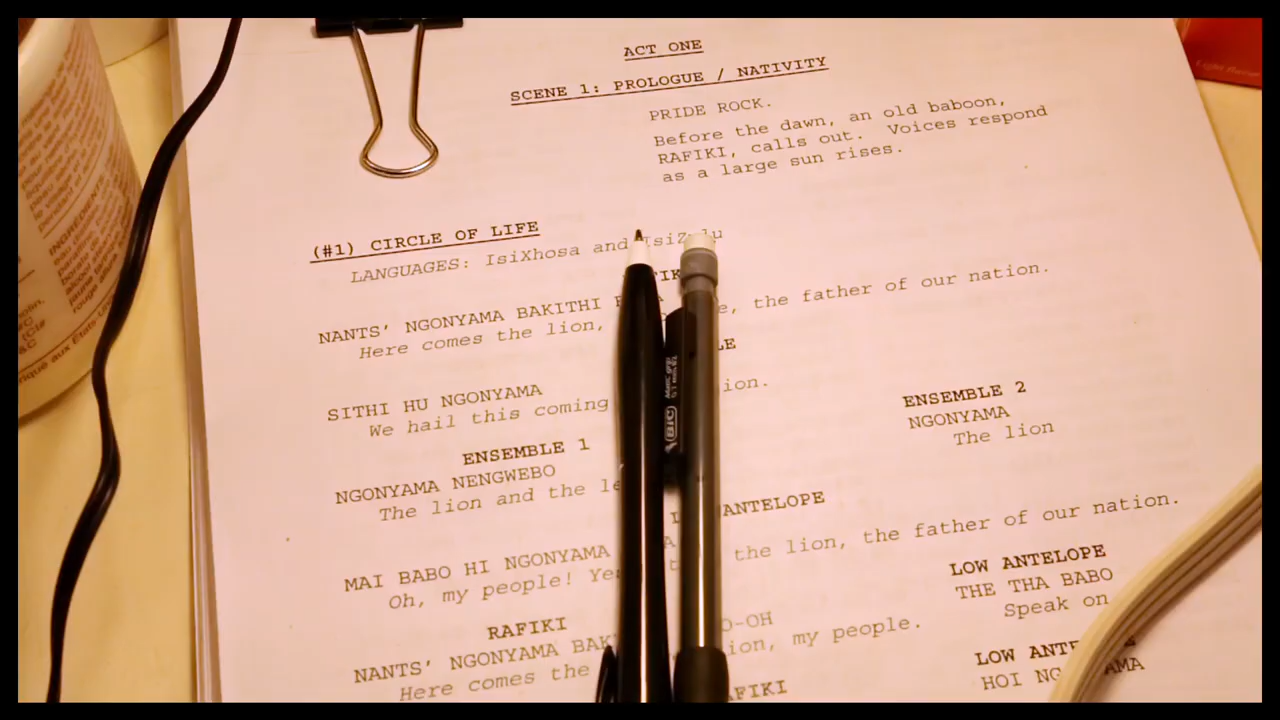 ACT ONE
SCENE 1: PROLOGUE / NATIVITY
PRIDE ROCK.
Before the dawn, an old baboon,
RAFIKI, calls out. Voices respond
as a large sun rises.
(#1) CIRCLE OF LIFE
LANGUAGES: IsiXhosa and
NANTS' NGONYAMA BAKITHI
Here comes the lion, the father of our nation.
SITHI HU NGONYAMA
We hail this coming
ENSEMBLE 1
NGONYAMA NENGWEBO
The lion and the
ENSEMBLE 2
NGONYAMA
The lion
ANTELOPE
MAI BABO HI NGONYAMA
Oh, my people! the lion, the father of our nation.
LOW ANTELOPE
THE THA BABO
Speak on
RAFIKI
NANTS' NGONYAMA
Here comes the my people.
LOW
HOI
BIC
Matic grip